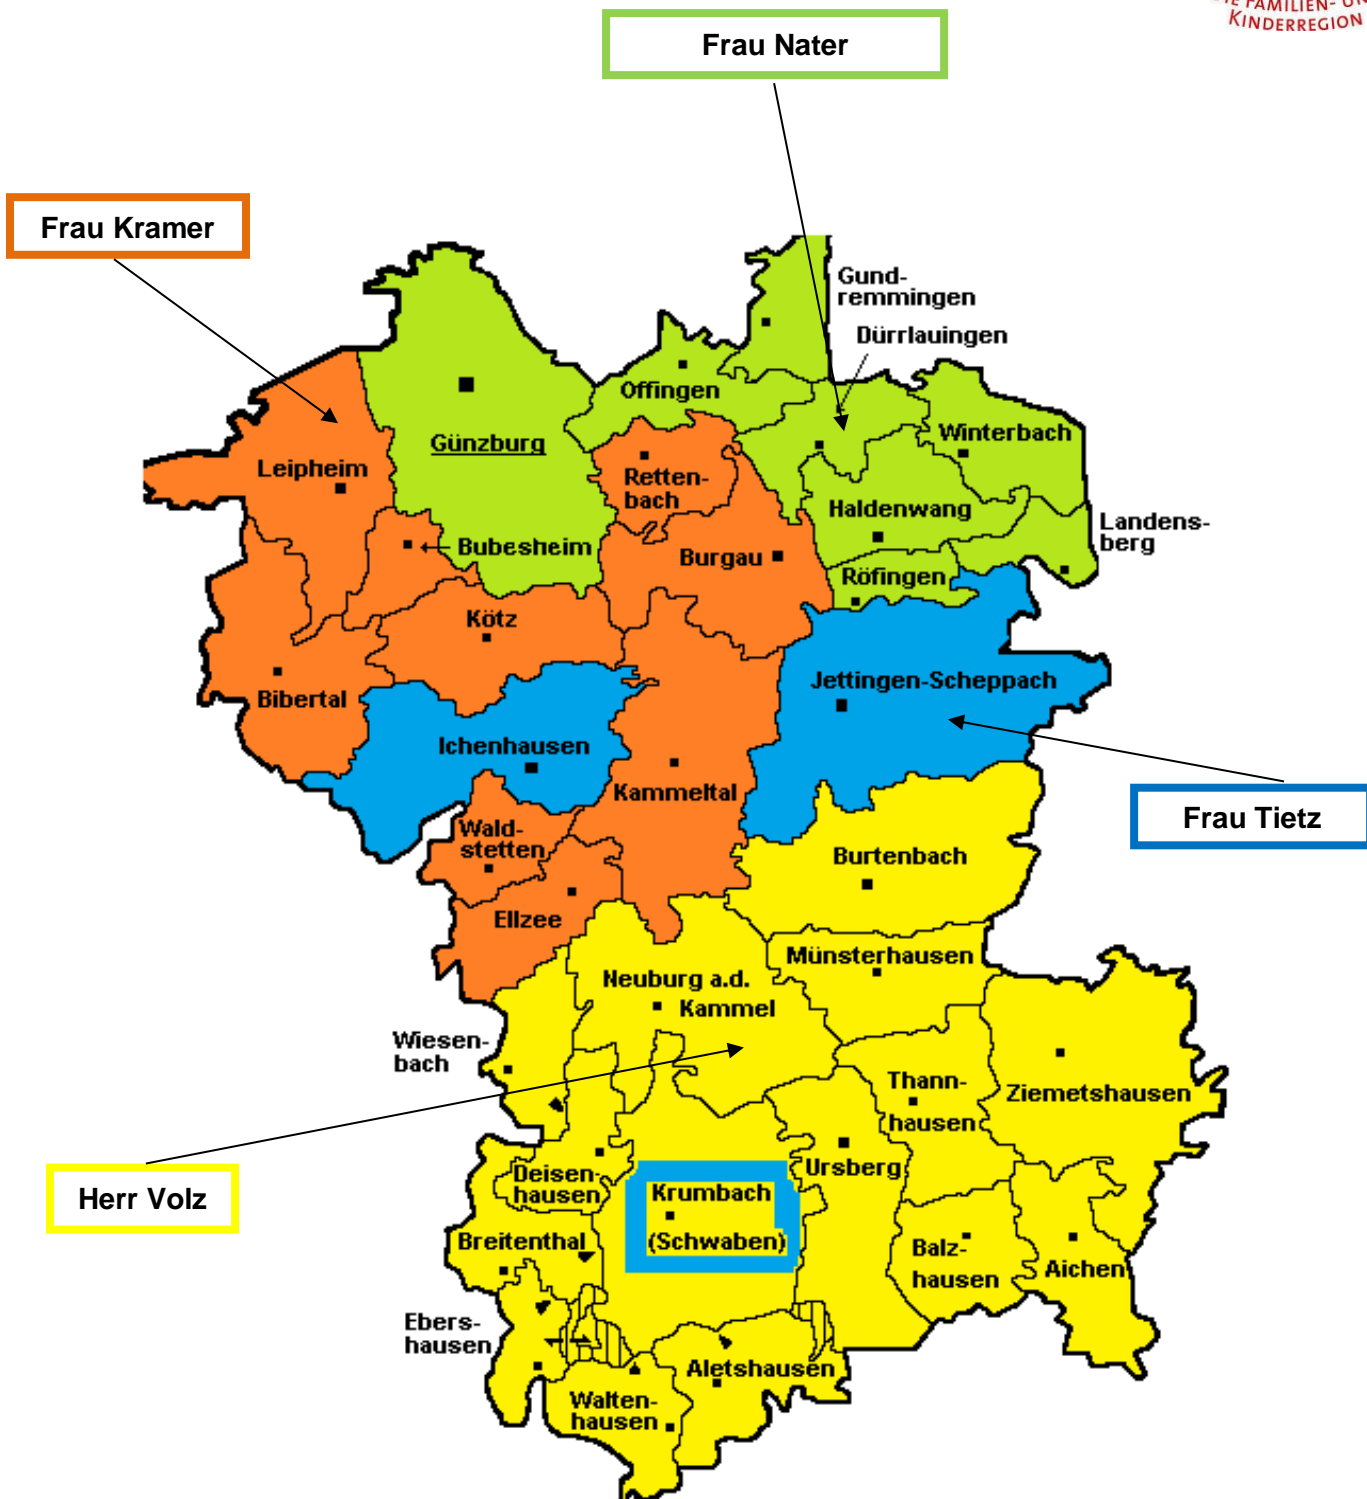 KINDERREGION
Frau Nater
Frau Kramer
Gund-
remmingen
Dürrlauingen
Offingen
Günzburg
Winterbach
Leipheim
Retten-
bach
Haldenwang
Landens-
berg
Bubesheim
Burgau
Röfingen
Kötz
Bibertal
Jettingen-Scheppach
Ichenhausen
Kammeltal
Frau Tietz
Wald-
stetten
Burtenbach
Ellzee
Münsterhausen
Neuburg a.d.
Kammel
Wiesen-
bach
Thann-
hausen
Ziemetshausen
Herr Volz
Deisen-
hausen
Ursberg
Krumbach
(Schwaben)
Breitenthal
Balz-
hausen
Aichen
Ebers-
hausen
Aletshausen
Walten-
hausen